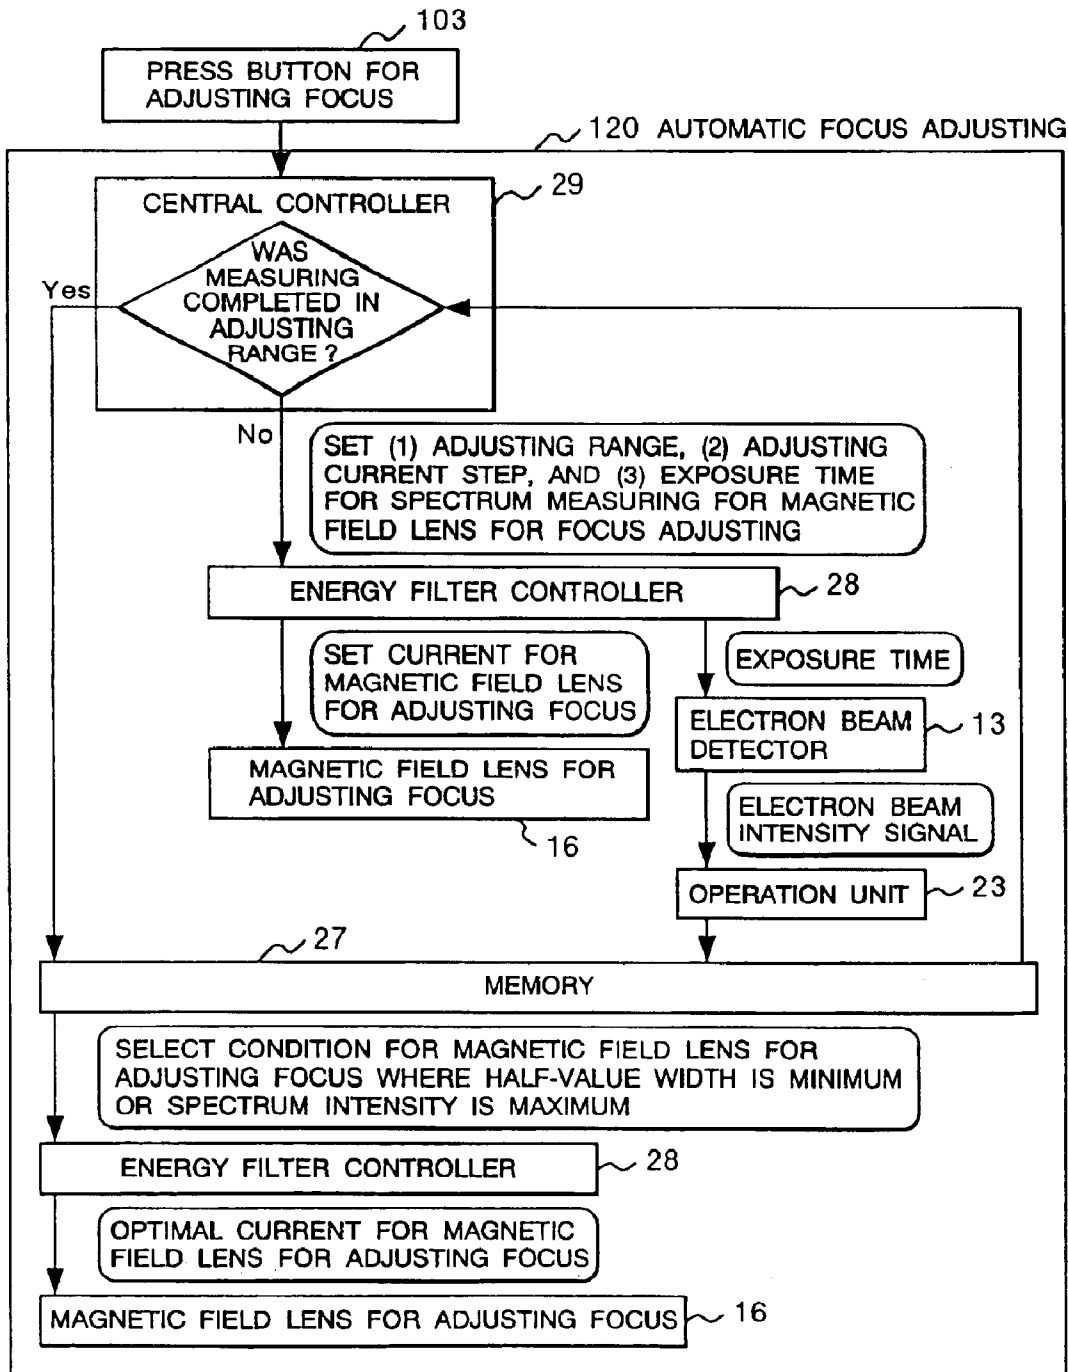 103
PRESS BUTTON FOR
ADJUSTING FOCUS
120 AUTOMATIC FOCUS ADJUSTING
29
CENTRAL CONTROLLER
WAS
MEASURING
COMPLETED IN
ADJUSTING
RANGE ?
Yes
No
SET (1) ADJUSTING RANGE, (2) ADJUSTING
CURRENT STEP, AND (3) EXPOSURE TIME
FOR SPECTRUM MEASURING FOR MAGNETIC
FIELD LENS FOR FOCUS ADJUSTING
ENERGY FILTER CONTROLLER
28
SET CURRENT FOR
MAGNETIC FIELD LENS
FOR ADJUSTING FOCUS
EXPOSURE TIME
ELECTRON BEAM
DETECTOR
13
MAGNETIC FIELD LENS FOR
ADJUSTING FOCUS
16
ELECTRON BEAM
INTENSITY SIGNAL
OPERATION UNIT
23
27
MEMORY
SELECT CONDITION FOR MAGNETIC FIELD LENS FOR
ADJUSTING FOCUS WHERE HALF-VALUE WIDTH IS MINIMUM
OR SPECTRUM INTENSITY IS MAXIMUM
ENERGY FILTER CONTROLLER
28
OPTIMAL CURRENT FOR MAGNETIC
FIELD LENS FOR ADJUSTING FOCUS
MAGNETIC FIELD LENS FOR ADJUSTING FOCUS
16